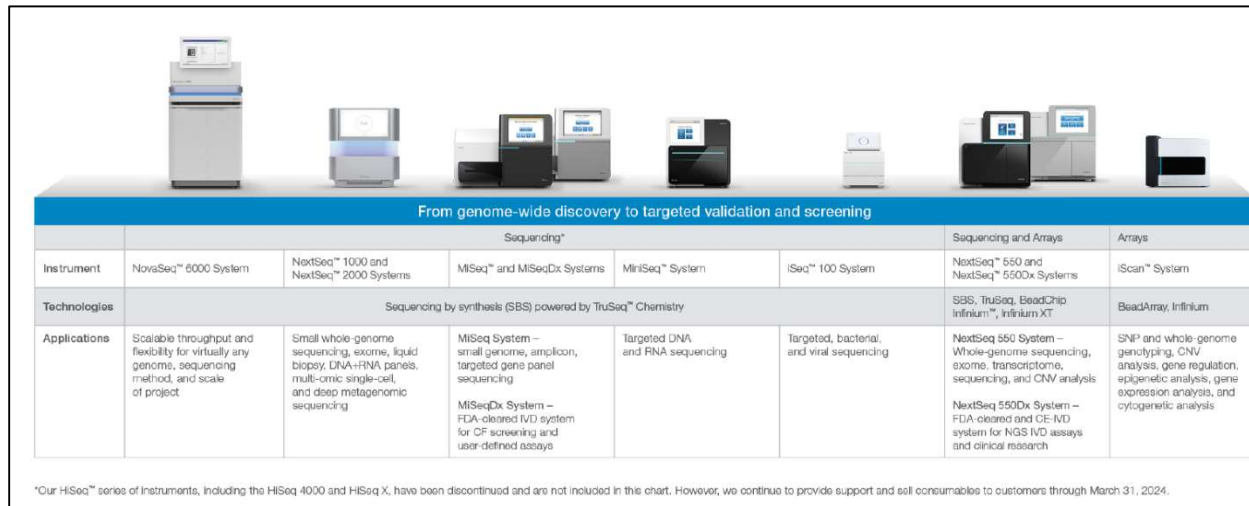 From genome-wide discovery to targeted validation and screening
Sequencing*
Sequencing and Arrays
Arrays
Instrument
NovaSeq™ 6000 System
NextSeq™ 1000 and
NextSeq™ 2000 Systems
MiSeq™ and MiSeqDx Systems
MiniSeq™ System
iSeq™ 100 System
NextSeq™ 550 and
NextSeq™ 550Dx Systems
iScan™ System
Technologies
Sequencing by synthesis (SBS) powered by TruSeq™ Chemistry
SBS, TruSeq, BeadChip
Infinium™, Infinium XT
BeadArray, Infinium
Applications
Scalable throughput and
flexibility for virtually any
genome, sequencing
method, and scale
of project
Small whole-genome
sequencing, exome, liquid
biopsy, DNA+RNA panels,
multi-omic single-cell,
and deep metagenomic
sequencing
MiSeq System –
small genome, amplicon,
targeted gene panel
sequencing
MiSeqDx System –
FDA-cleared IVD system
for CF screening and
user-defined assays
Targeted DNA
and RNA sequencing
Targeted, bacterial,
and viral sequencing
NextSeq 550 System –
Whole-genome sequencing,
exome, transcriptome,
sequencing, and CNV analysis
NextSeq 550Dx System –
FDA-cleared and CE-IVD
system for NGS IVD assays
and clinical research
SNP and whole-genome
genotyping, CNV
analysis, gene regulation,
epigenetic analysis, gene
expression analysis, and
cytogenetic analysis
*Our HiSeq™ series of instruments, including the HiSeq 4000 and HiSeq X, have been discontinued and are not included in this chart. However, we continue to provide support and sell consumables to customers through March 31, 2024.